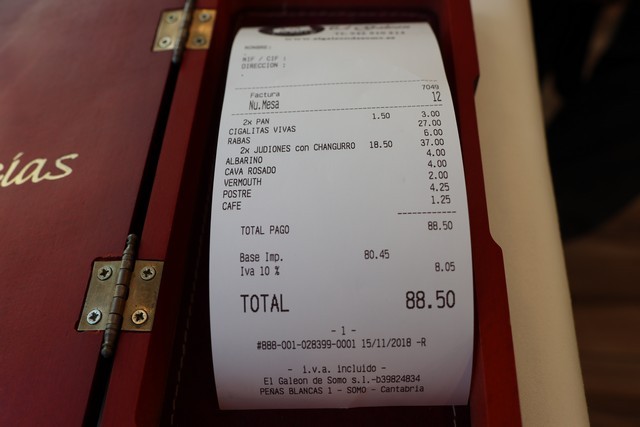 NIF / CIF :
DIRECCION :
Factura 7049
Nu.Mesa 12
2x PAN 1.50 3.00
CIGALITAS VIVAS 27.00
RABAS 6.00
2x JUDIONES con CHANGURRO 18.50 37.00
ALBARINO 4.00
CAVA ROSADO 4.00
VERMOUTH 2.00
POSTRE 4.25
CAFE 1.25
TOTAL PAGO 88.50
Base Imp. 80.45
Iva 10 % 8.05
TOTAL 88.50
- 1 -
#888-001-028399-0001 15/11/2018 -R
- i.v.a. incluido -
El Galeon de Somo s.l.-b39824834
PEÑAS BLANCAS 1 - SOMO - Cantabria